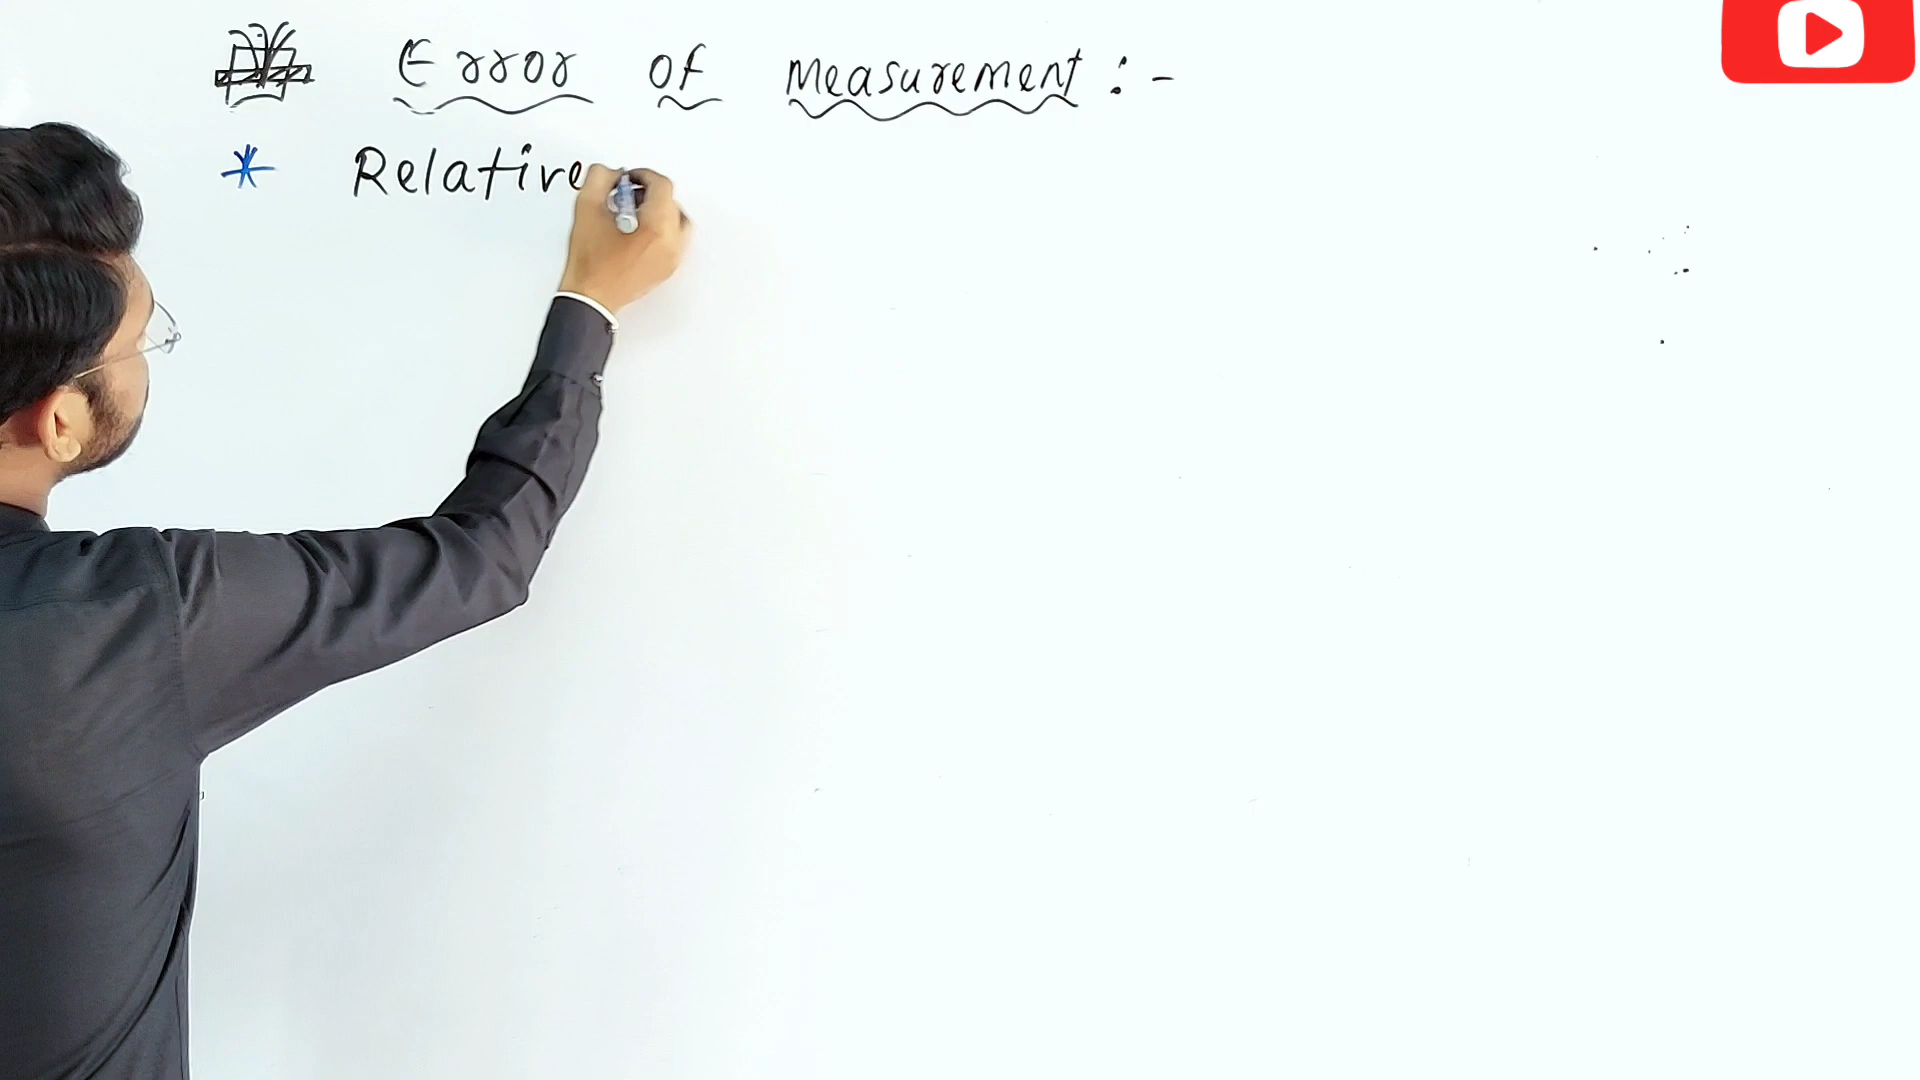 Error of measurement :-
* Relative